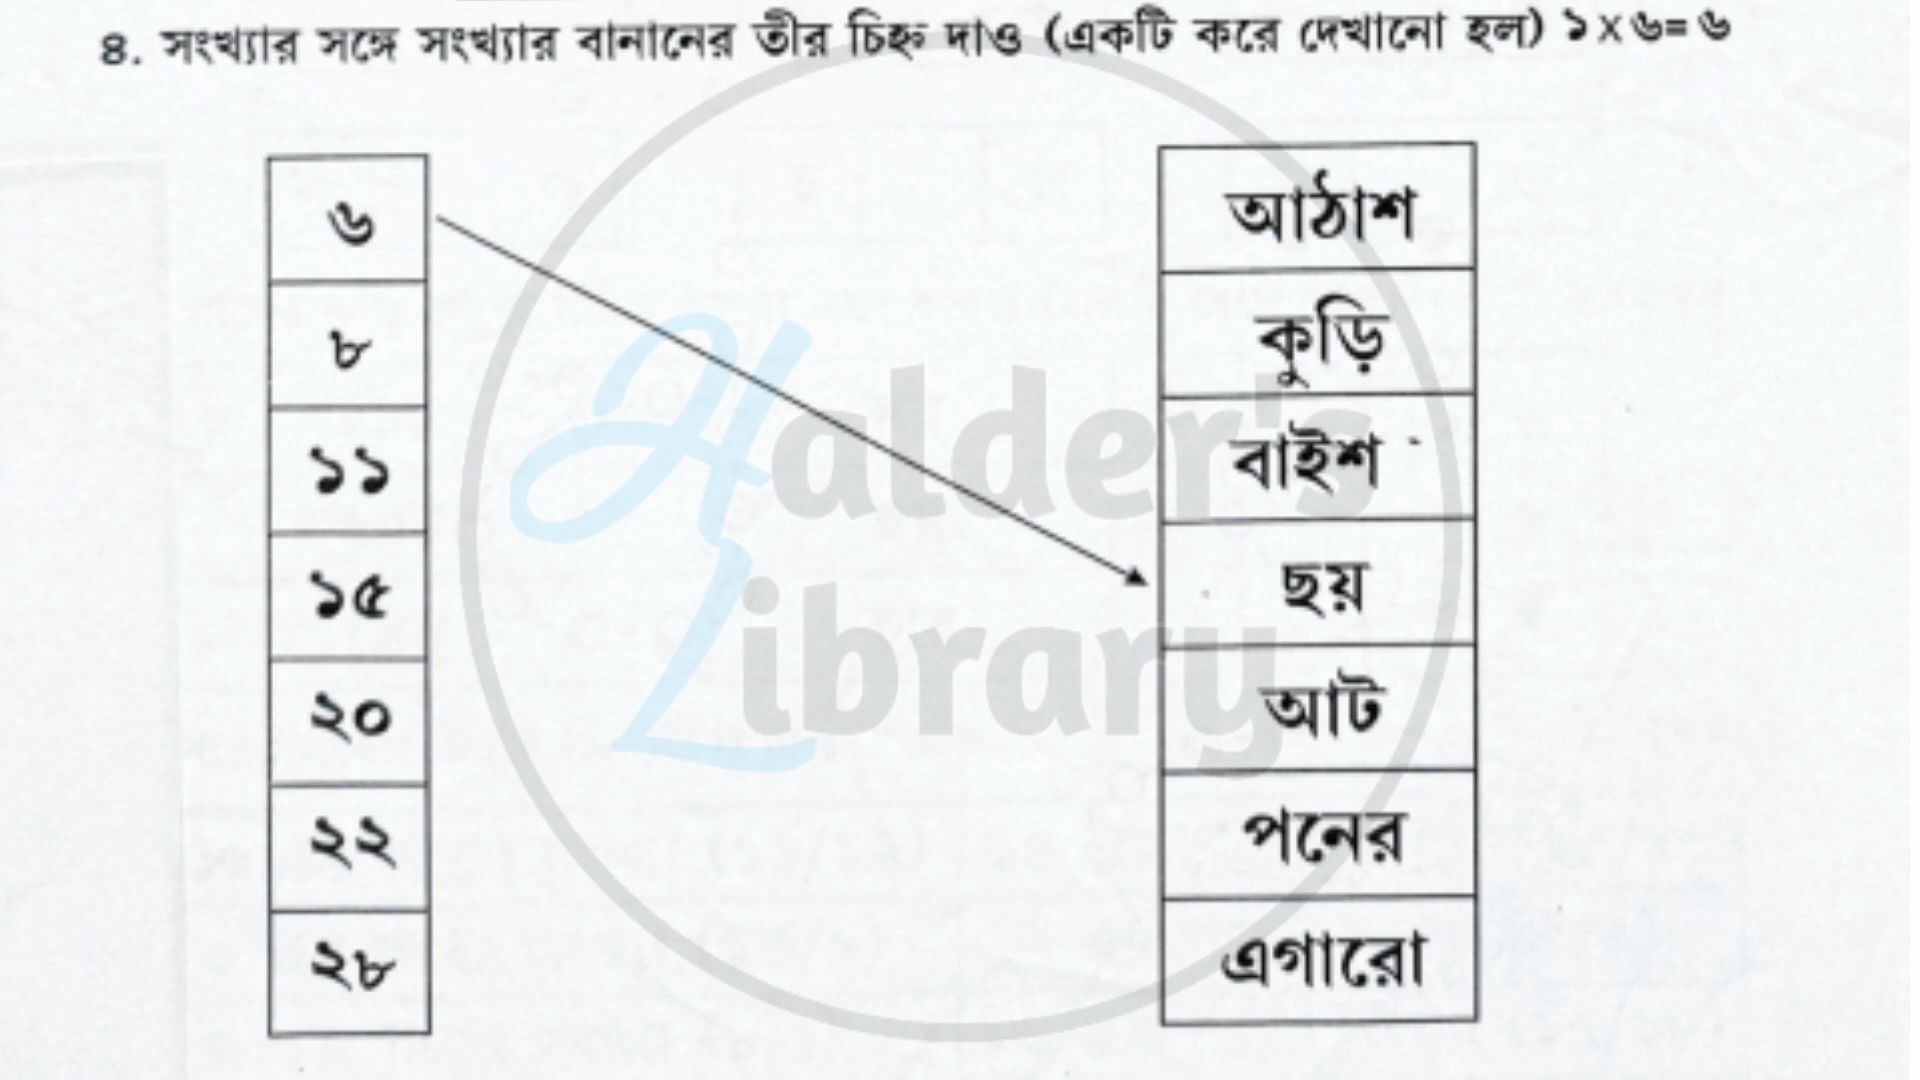 ৪. সংখ্যার সঙ্গে সংখ্যার বানানের তীর চিহ্ন দাও (একটি করে দেখানো হল) ১ X ৬= ৬
৬ আঠাশ
৮ কুড়ি
১১ বাইশ
১৫ ছয়
২০ আট
২২ পনের
২৮ এগারো
Halder's
Library